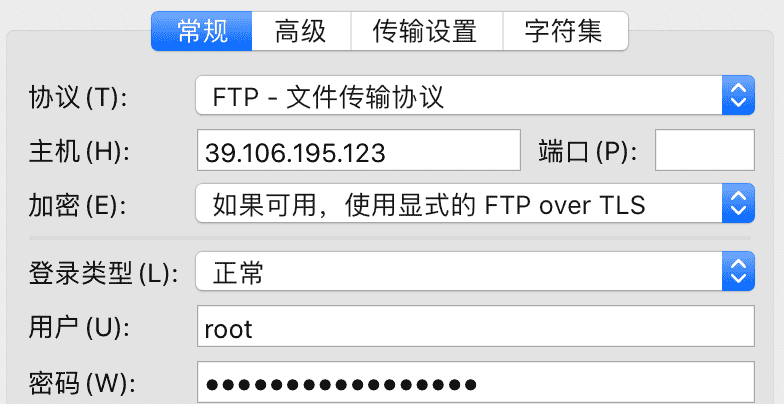 常规 高级 传输设置 字符集
协议(T): FTP - 文件传输协议
主机(H): 39.106.195.123 端口(P):
加密(E): 如果可用，使用显式的 FTP over TLS
登录类型(L): 正常
用户(U): root
密码(W): ●●●●●●●●●●●●●●●●●